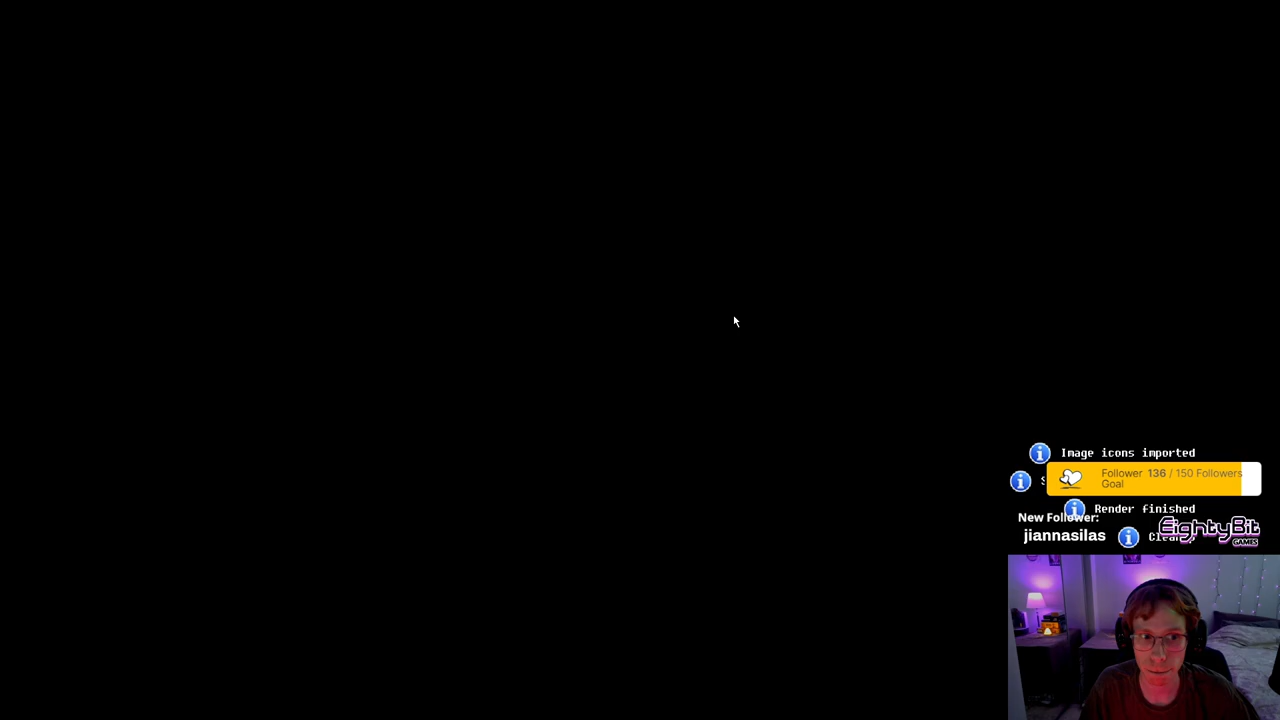 Image icons imported
Follower 136 / 150 Followers
Goal
Render finished
New Follower:
jiannasilas
EightyBit
GAMES